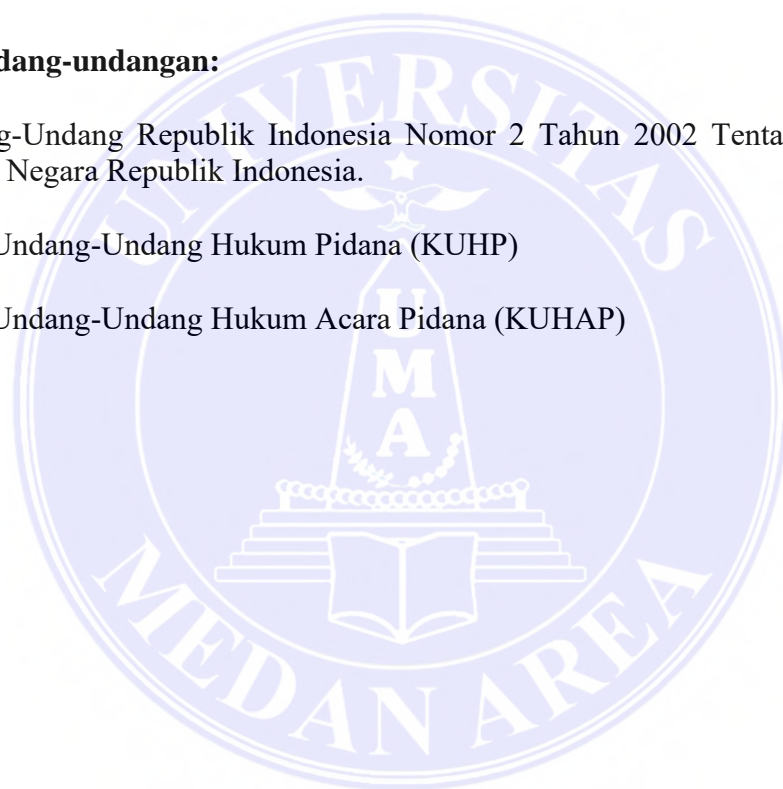 dang-undangan:
g-Undang Republik Indonesia Nomor 2 Tahun 2002 Tenta
Negara Republik Indonesia.
Undang-Undang Hukum Pidana (KUHP)
Undang-Undang Hukum Acara Pidana (KUHAP)
UNIVERSITAS
U
M
A
MEDAN AREA